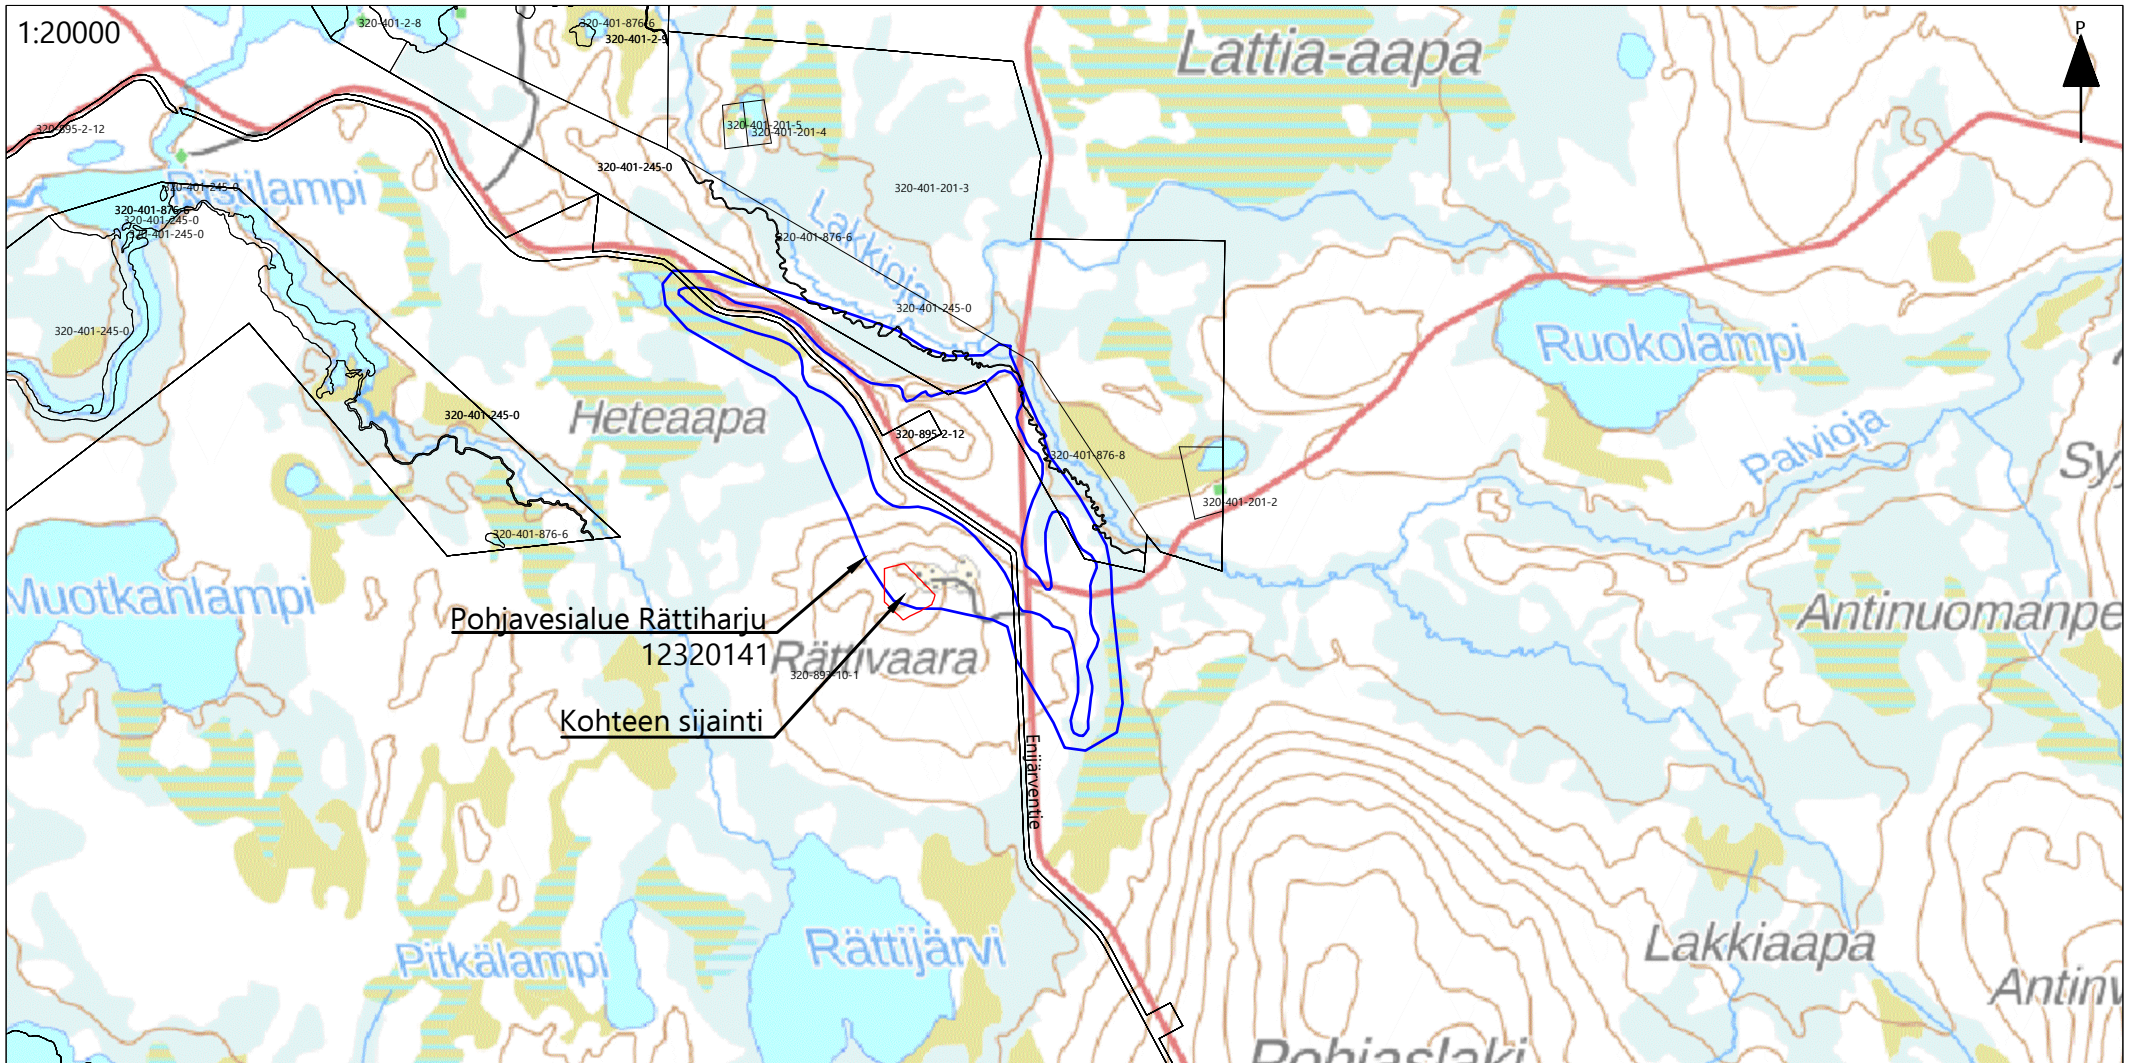 1:20000
320-401-2-8
320-401-876-6
320-401-2-9
P
Lattia-aapa
320-895-2-12
320-401-201-5
320-401-201-4
320-401-245-0
320-401-201-3
Ristilampi
320-401-245-0
320-401-876-6
320-401-245-0
320-401-245-0
Lakkioja
320-401-876-6
320-401-245-0
320-401-245-0
Ruokolampi
Heteaapa
320-401-245-0
320-895-2-12
320-401-876-8
Palvioja
Sy
320-401-201-2
320-401-876-6
Muotkanlampi
Pohjavesialue Rättiharju
12320141
Antinuomanpe
Rättivaara
320-893-10-1
Kohteen sijainti
Enijärventie
Pitkälampi
Rättijärvi
Lakkiaapa
Antinv
Pohjaslaki